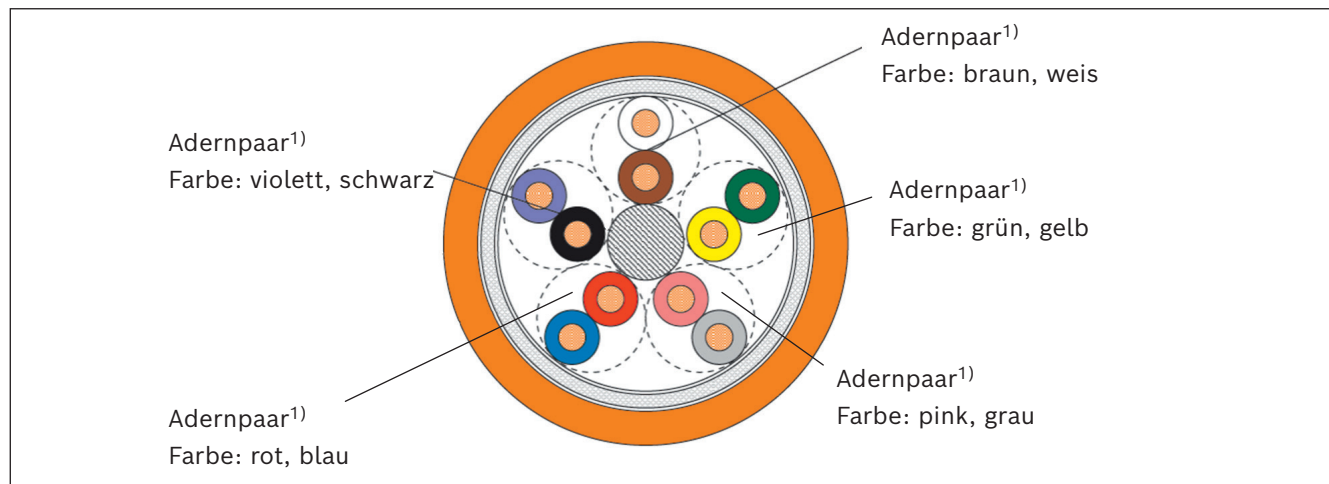 Adernpaar1)
Farbe: braun, weis
Adernpaar1)
Farbe: violett, schwarz
Adernpaar1)
Farbe: grün, gelb
Adernpaar1)
Farbe: pink, grau
Adernpaar1)
Farbe: rot, blau